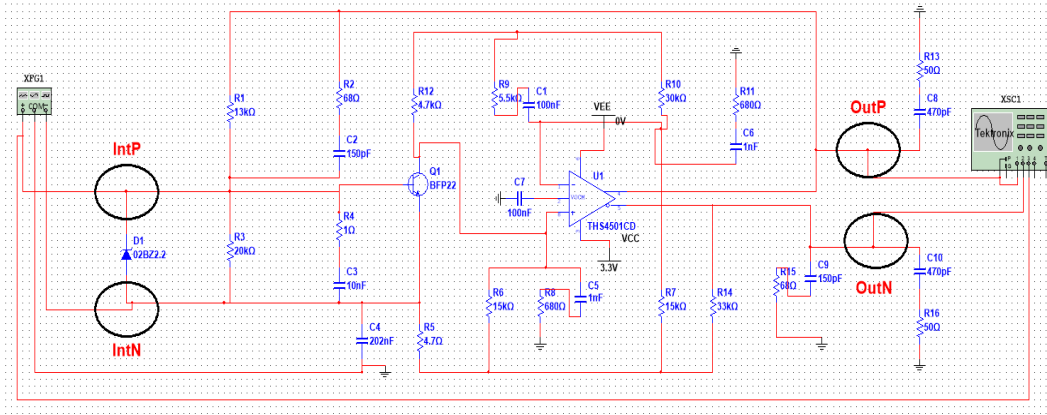 XFG1
COM
IntP
IntN
D1
02BZ2.2
R1
13kΩ
R2
68Ω
C2
150pF
R3
20kΩ
R4
1Ω
C3
10nF
C4
202nF
R12
4.7kΩ
Q1
BFP22
R5
4.7Ω
R9
5.5kΩ
C1
100nF
VEE
0V
R10
30kΩ
R11
680Ω
C6
1nF
C7
100nF
VOCM
U1
THS4501CD
VCC
3.3V
R6
15kΩ
R8
680Ω
C5
1nF
R7
15kΩ
R14
33kΩ
R13
50Ω
C8
470pF
OutP
XSC1
Tektronix
OutN
R15
68Ω
C9
150pF
C10
470pF
R16
50Ω